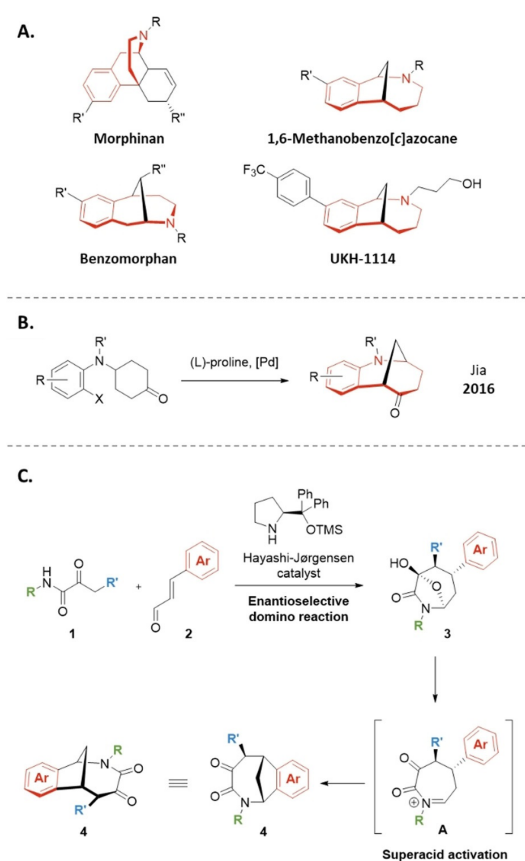 A.
R
N
R'
R"
Morphinan
R'
N
R
1,6-Methanobenzo[c]azocane
R'
R"
N
R
Benzomorphan
F₃C
N
OH
UKH-1114
B.
R'
N
R
X
O
(L)-proline, [Pd]
R'
N
R
O
Jia
2016
C.
R
H
N
O
O
R'
1
+
Ar
O
2
N
H
Ph
Ph
OTMS
Hayashi-Jørgensen
catalyst
Enantioselective
domino reaction
HO
R'
Ar
O
O
N
R
3
Ar
R
N
O
O
R'
4
R'
O
O
N
R
Ar
4
R'
Ar
O
O
N
⊕
R
A
Superacid activation